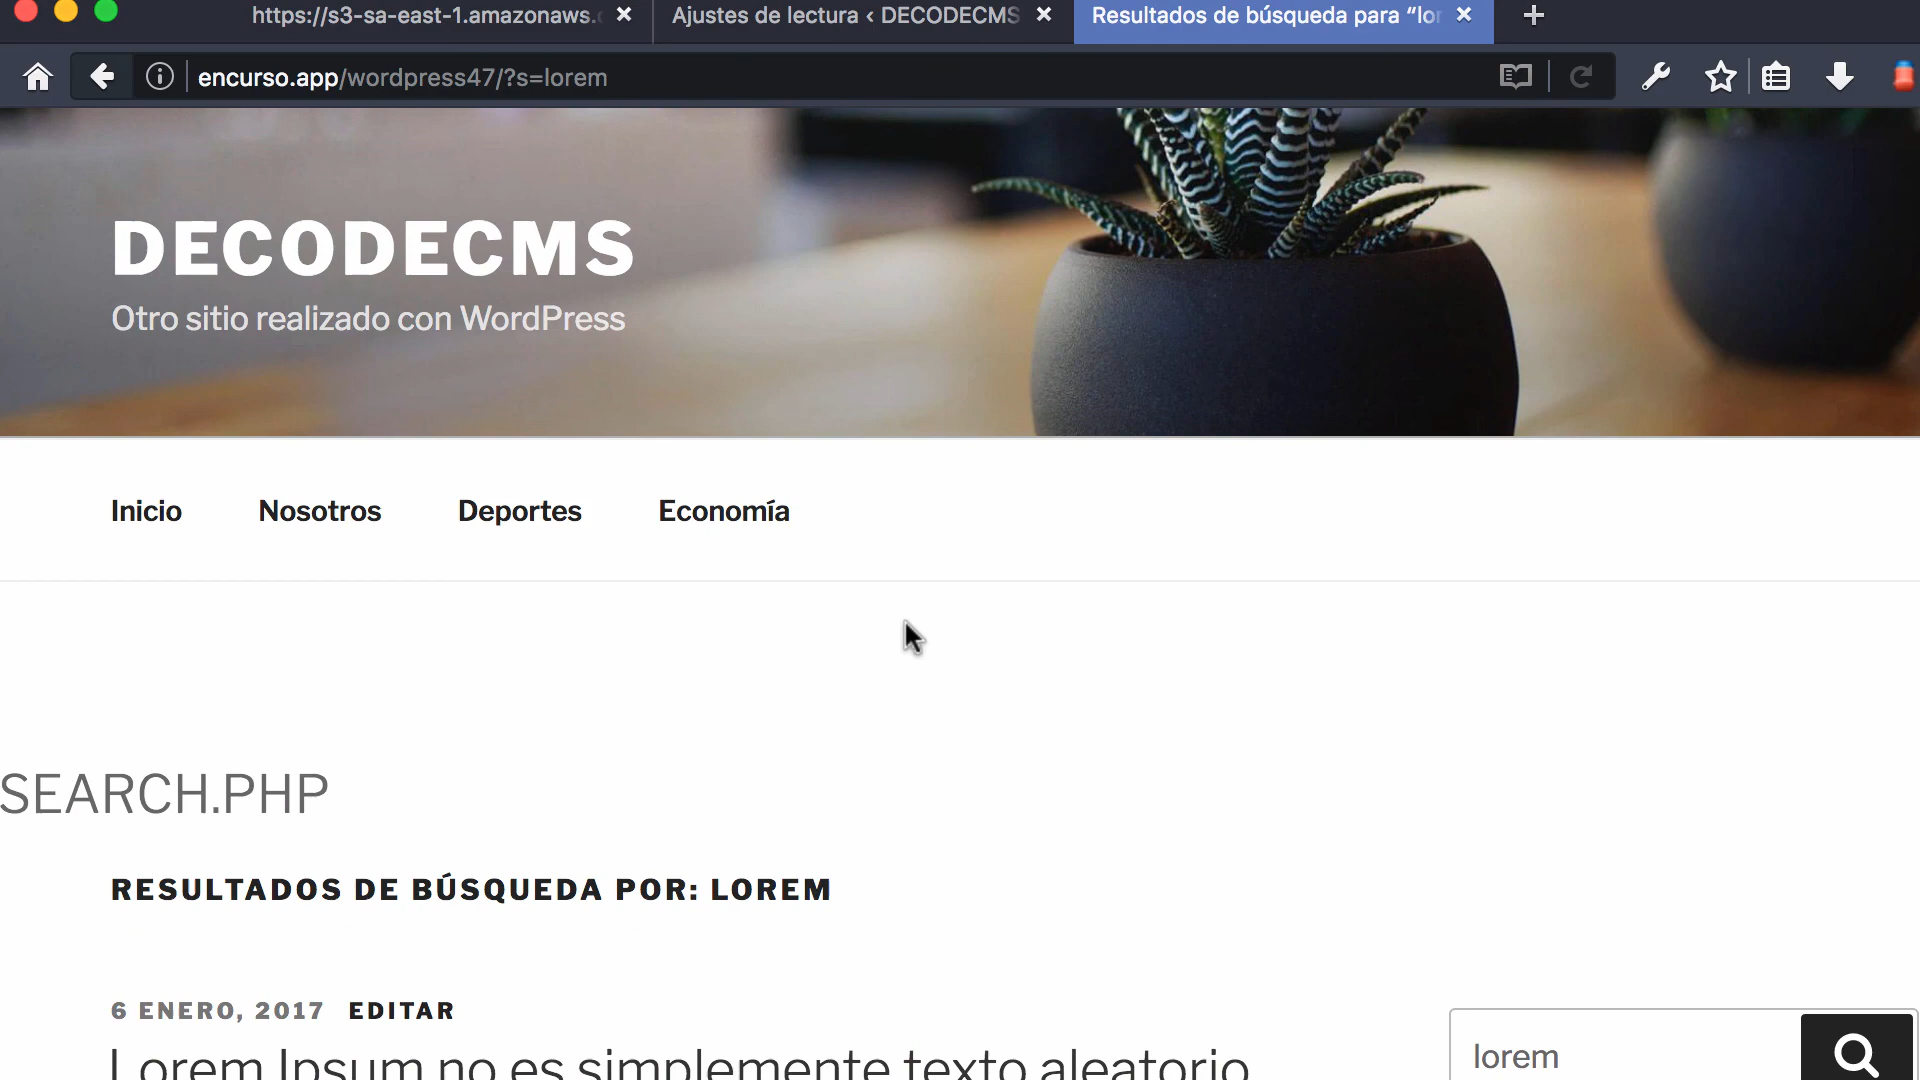 https://s3-sa-east-1.amazonaws.
Ajustes de lectura ‹ DECODECMS
Resultados de búsqueda para “lor
encurso.app/wordpress47/?s=lorem
DECODECMS
Otro sitio realizado con WordPress
Inicio
Nosotros
Deportes
Economía
SEARCH.PHP
RESULTADOS DE BÚSQUEDA POR: LOREM
6 ENERO, 2017 EDITAR
Lorem Ipsum no es simplemente texto aleatorio
lorem